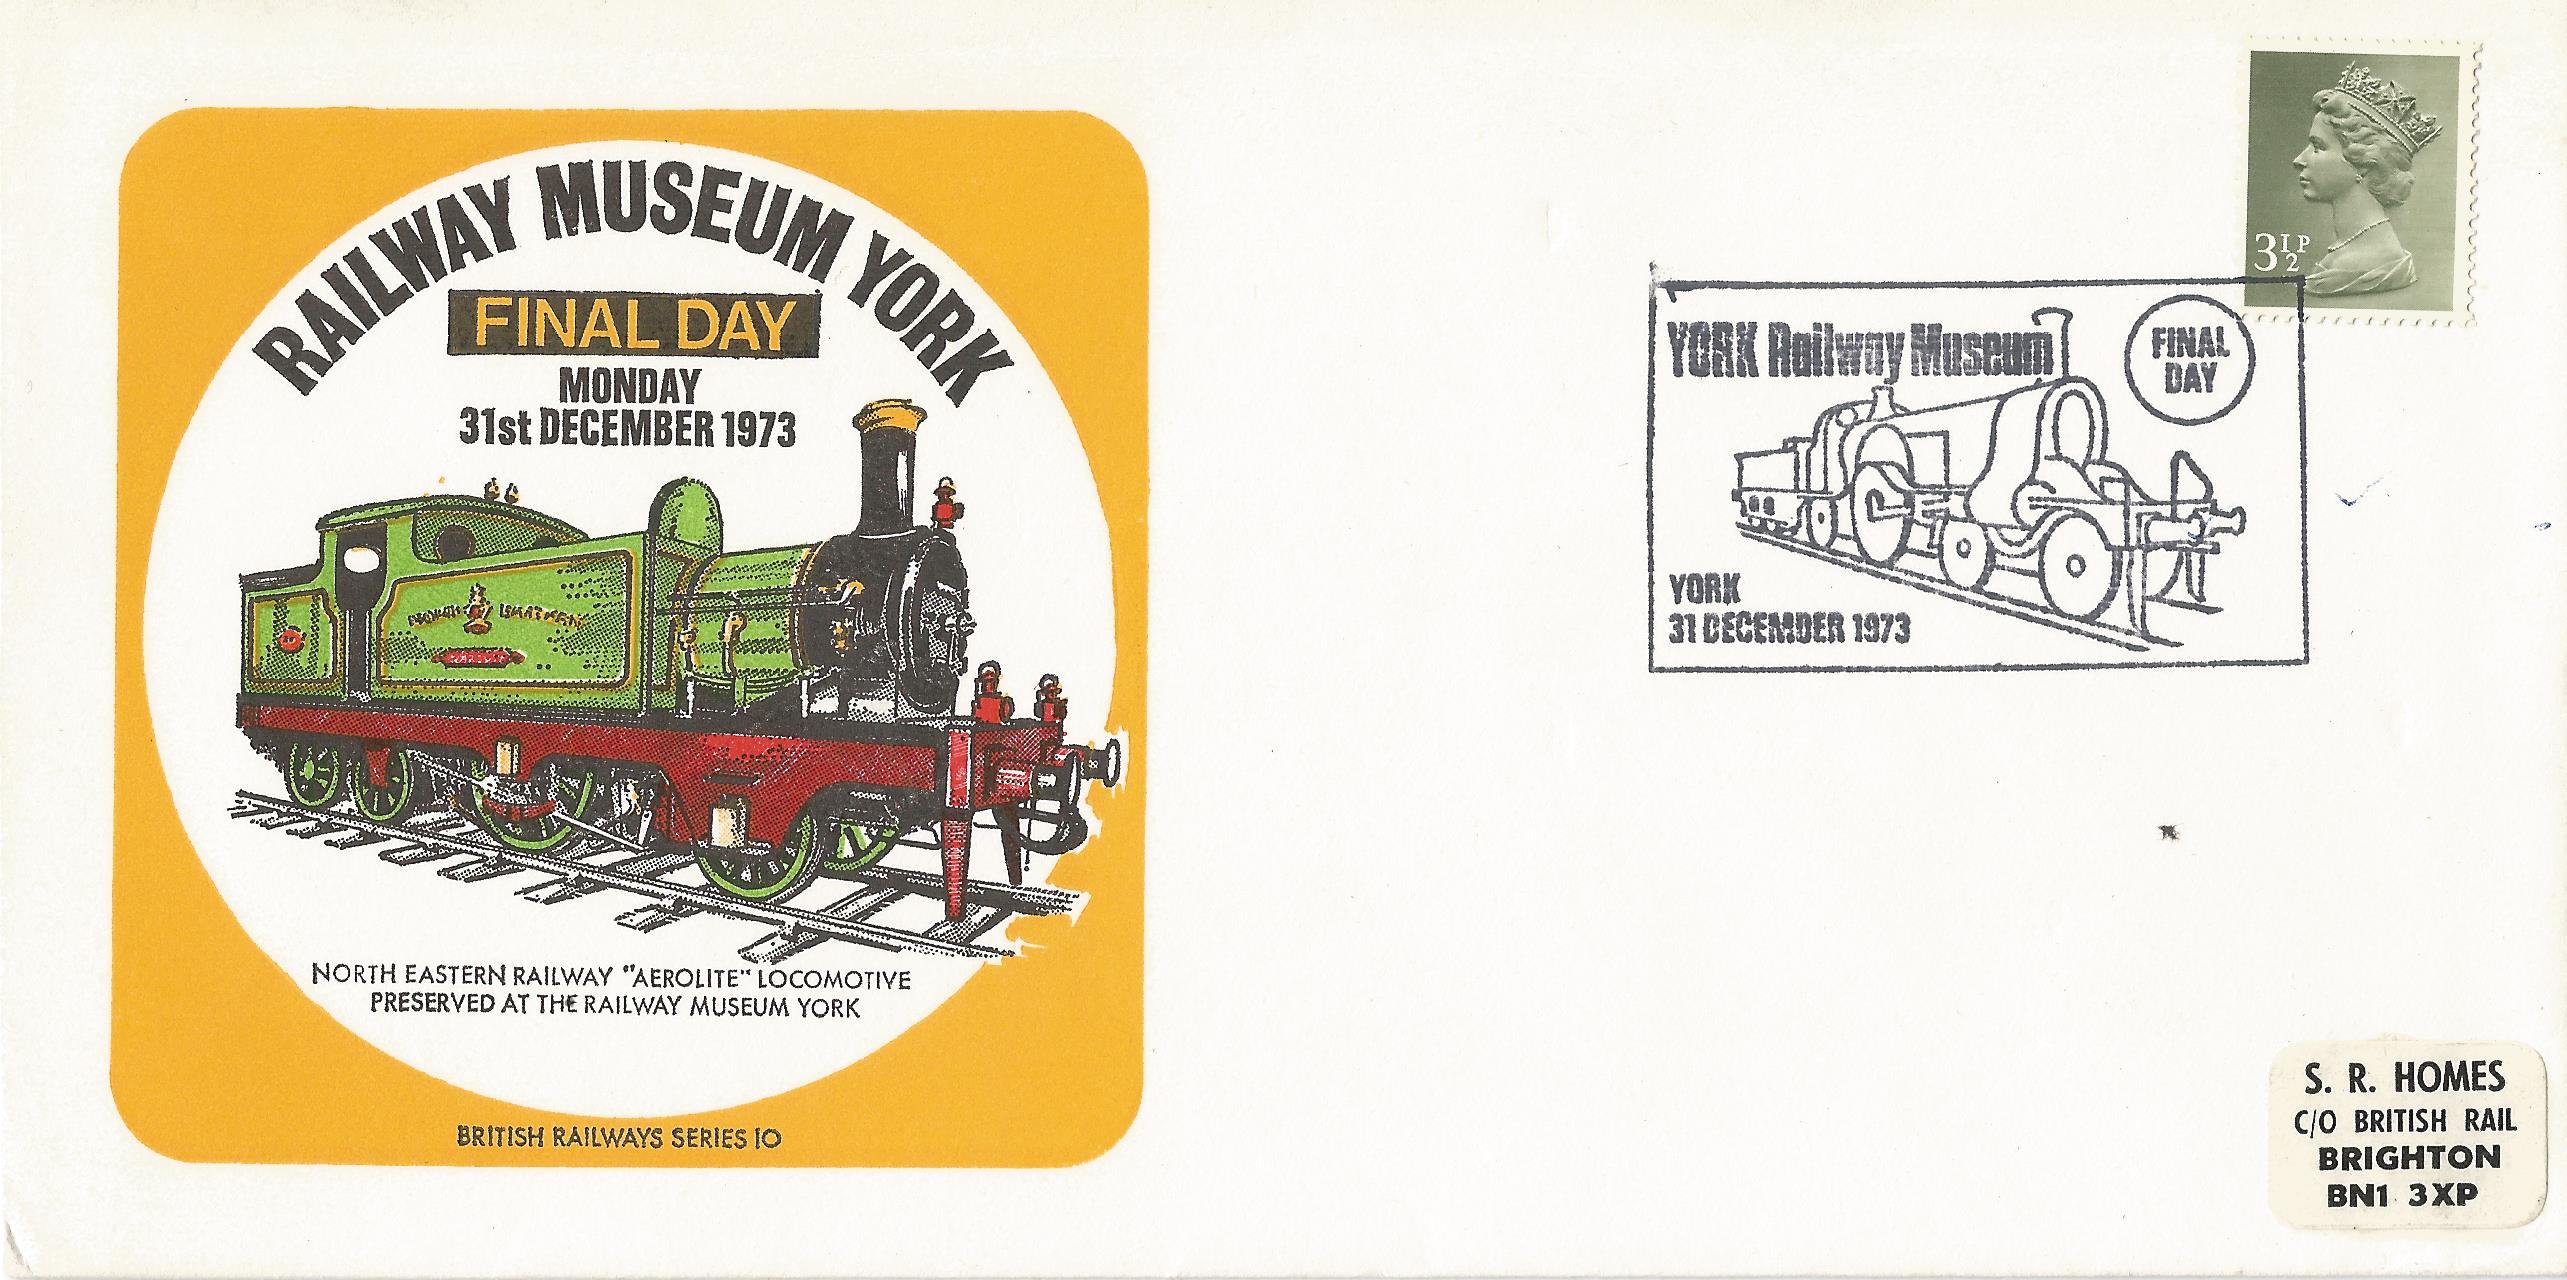 RAILWAY MUSEUM YORK
FINAL DAY
MONDAY
31st DECEMBER 1973
NORTH EASTERN RAILWAY "AEROLITE" LOCOMOTIVE
PRESERVED AT THE RAILWAY MUSEUM YORK
BRITISH RAILWAYS SERIES 10
3½P
YORK Railway Museum
FINAL
DAY
YORK
31 DECEMBER 1973
S. R. HOMES
C/O BRITISH RAIL
BRIGHTON
BN1 3XP